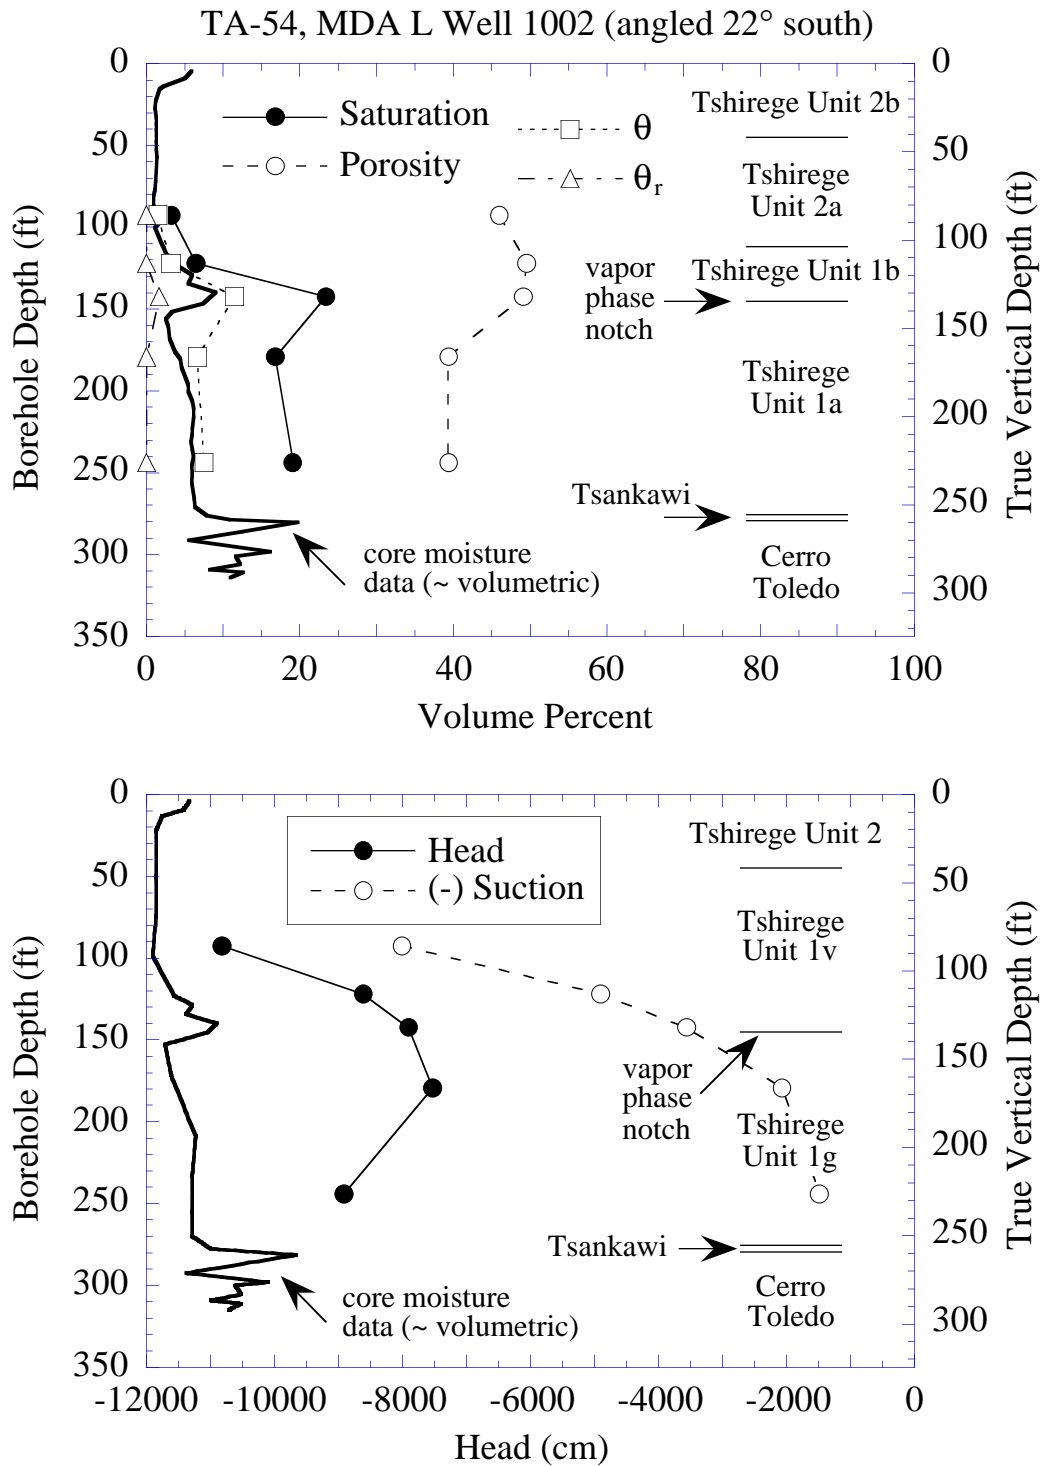 TA-54, MDA L Well 1002 (angled 22° south)
0
50
100
150
200
250
300
350
Borehole Depth (ft)
Saturation
Porosity
θ
θr
Tshirege Unit 2b
Tshirege
Unit 2a
Tshirege Unit 1b
vapor
phase
notch
Tshirege
Unit 1a
Tsankawi
core moisture
data (~ volumetric)
Cerro
Toledo
0
50
100
150
200
250
300
True Vertical Depth (ft)
0 20 40 60 80 100
Volume Percent
0
50
100
150
200
250
300
350
Borehole Depth (ft)
Head
(-) Suction
Tshirege Unit 2
Tshirege
Unit 1v
vapor
phase
notch
Tshirege
Unit 1g
Tsankawi
core moisture
data (~ volumetric)
Cerro
Toledo
0
50
100
150
200
250
300
True Vertical Depth (ft)
-12000 -10000 -8000 -6000 -4000 -2000 0
Head (cm)